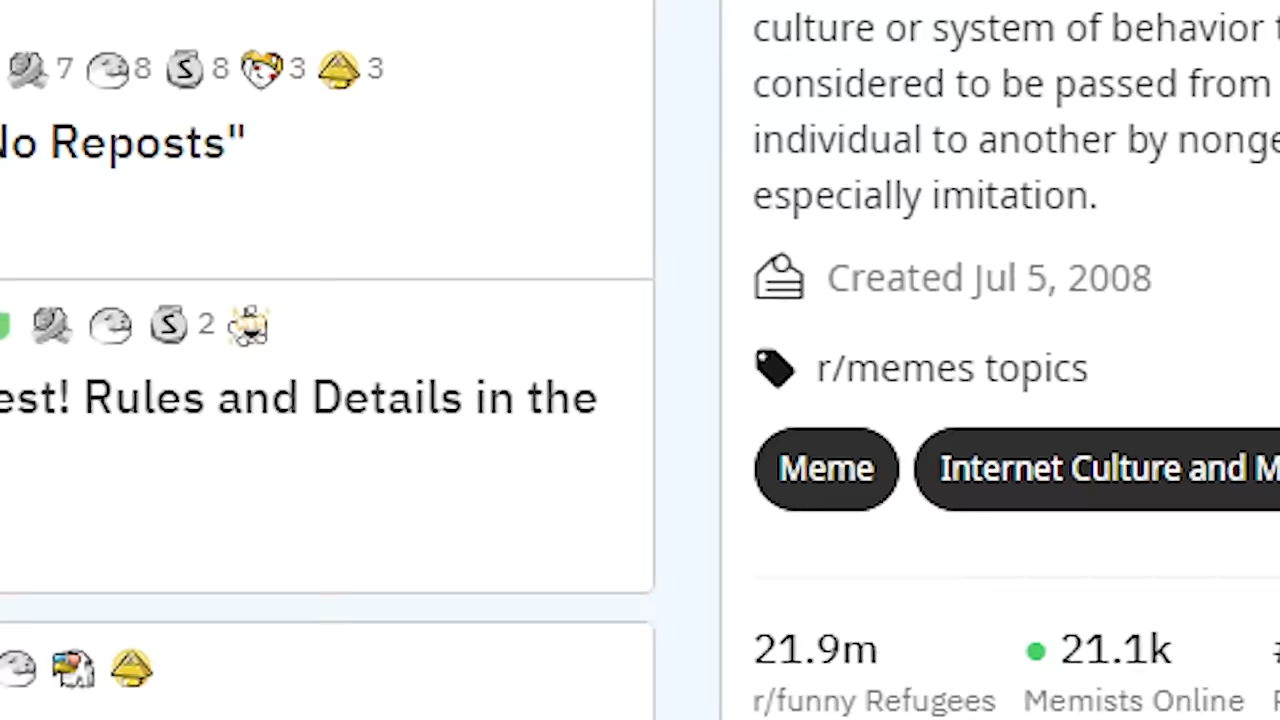 7 8 8 3 3
No Reposts"
2
est! Rules and Details in the
culture or system of behavior
considered to be passed from
individual to another by nonge
especially imitation.
Created Jul 5, 2008
r/memes topics
Meme
Internet Culture and M
21.9m
21.1k
r/funny Refugees
Memists Online